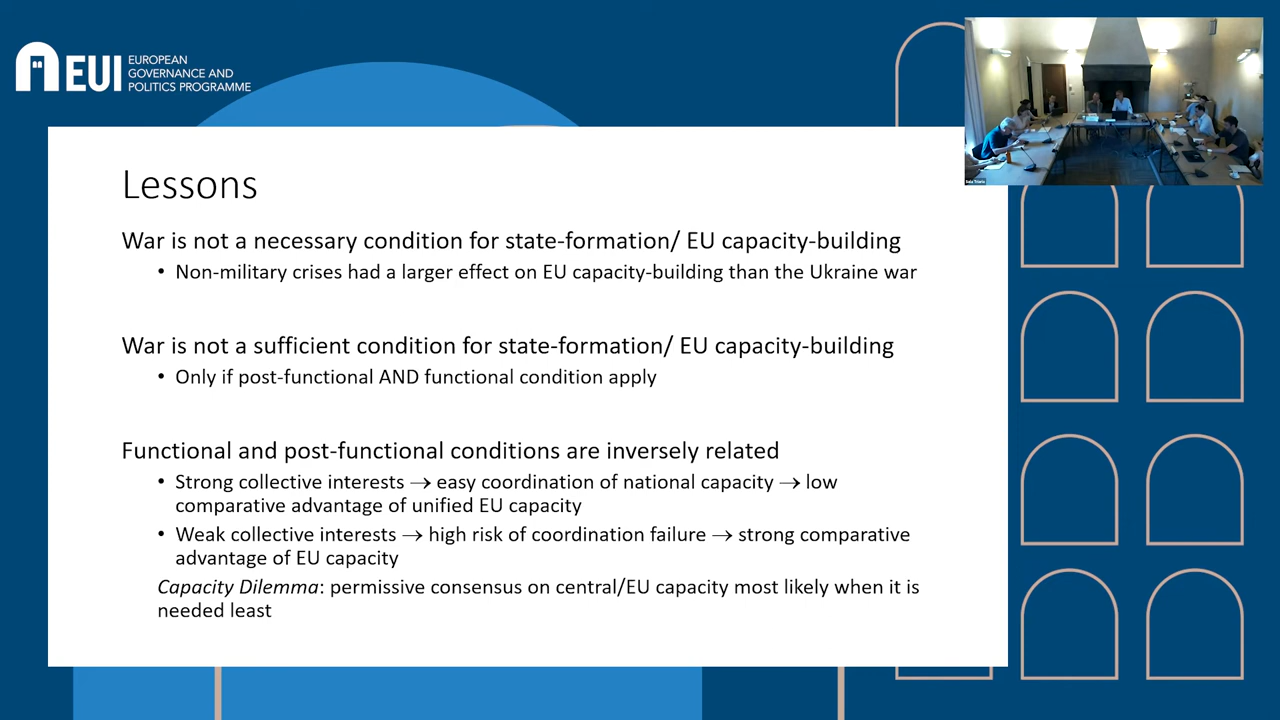 EUI
EUROPEAN
GOVERNANCE AND
POLITICS PROGRAMME
Lessons
War is not a necessary condition for state-formation/ EU capacity-building
• Non-military crises had a larger effect on EU capacity-building than the Ukraine war
War is not a sufficient condition for state-formation/ EU capacity-building
• Only if post-functional AND functional condition apply
Functional and post-functional conditions are inversely related
• Strong collective interests → easy coordination of national capacity → low
comparative advantage of unified EU capacity
• Weak collective interests → high risk of coordination failure → strong comparative
advantage of EU capacity
Capacity Dilemma: permissive consensus on central/EU capacity most likely when it is
needed least